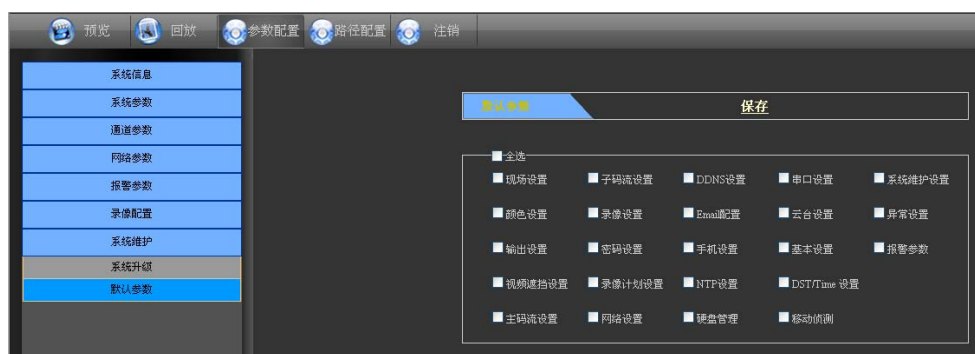 预览 回放 参数配置 路径配置 注销
系统信息
系统参数
通道参数
网络参数
报警参数
录像配置
系统维护
系统升级
默认参数
默认参数 保存
全选
现场设置 子码流设置 DDNS设置 串口设置 系统维护设置
颜色设置 录像设置 Email配置 云台设置 异常设置
输出设置 密码设置 手机设置 基本设置 报警参数
视频遮挡设置 录像计划设置 NTP设置 DST/Time 设置
主码流设置 网络设置 硬盘管理 移动侦测